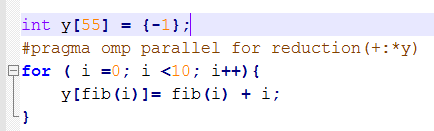 int y[55] = {-1};
#pragma omp parallel for reduction(+:*y)
for ( i =0; i <10; i++){
    y[fib(i)]= fib(i) + i;
}